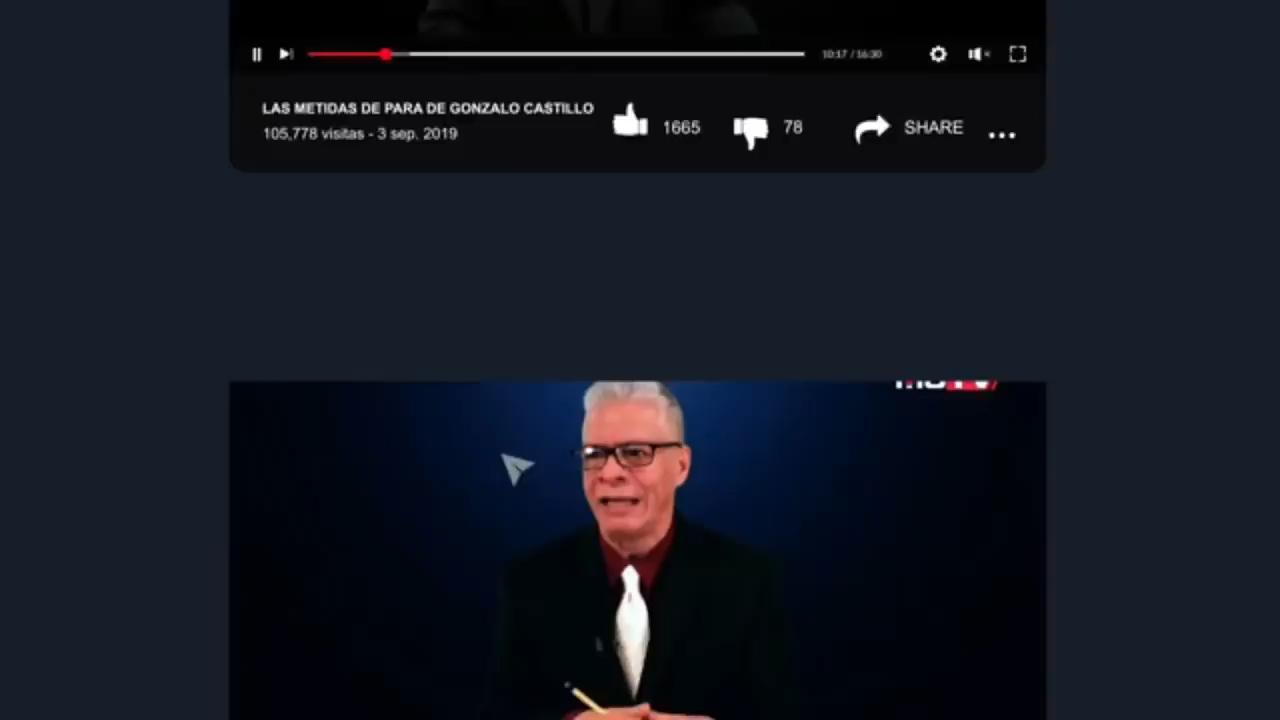 10:17 / 16:30
LAS METIDAS DE PARA DE GONZALO CASTILLO
105,778 visitas - 3 sep. 2019
1665
78
SHARE